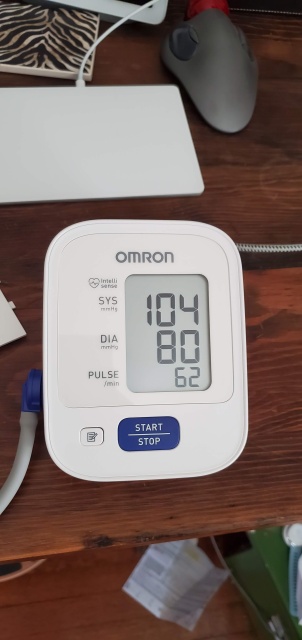 OMRON
Intelli
sense
SYS
mmHg
104
DIA
mmHg
80
PULSE
/min
62
START
STOP